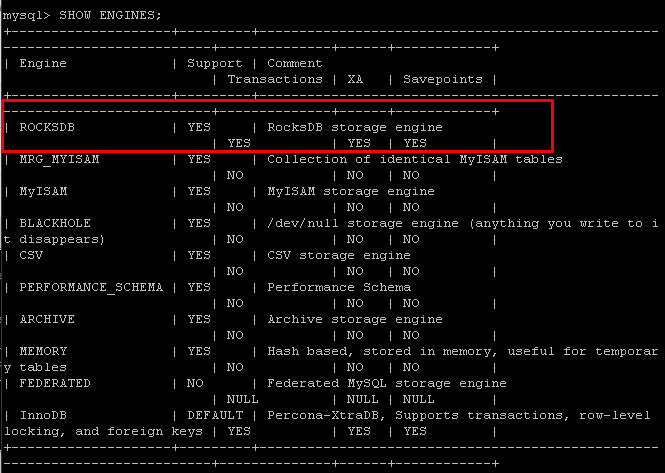 mysql> SHOW ENGINES;
+--------------------+---------+----------------------------------------------
------------------------+--------------+------+------------+
| Engine             | Support | Comment
                        | Transactions | XA   | Savepoints |
+--------------------+---------+----------------------------------------------
------------------------+--------------+------+------------+
| ROCKSDB            | YES     | RocksDB storage engine
                        | YES          | YES  | YES        |
| MRG_MYISAM         | YES     | Collection of identical MyISAM tables
                        | NO           | NO   | NO         |
| MyISAM             | YES     | MyISAM storage engine
                        | NO           | NO   | NO         |
| BLACKHOLE          | YES     | /dev/null storage engine (anything you write to i
t disappears)           | NO           | NO   | NO         |
| CSV                | YES     | CSV storage engine
                        | NO           | NO   | NO         |
| PERFORMANCE_SCHEMA | YES     | Performance Schema
                        | NO           | NO   | NO         |
| ARCHIVE            | YES     | Archive storage engine
                        | NO           | NO   | NO         |
| MEMORY             | YES     | Hash based, stored in memory, useful for temporar
y tables                | NO           | NO   | NO         |
| FEDERATED          | NO      | Federated MySQL storage engine
                        | NULL         | NULL | NULL       |
| InnoDB             | DEFAULT | Percona-XtraDB, Supports transactions, row-level
locking, and foreign keys | YES          | YES  | YES        |
+--------------------+---------+----------------------------------------------
------------------------+--------------+------+------------+